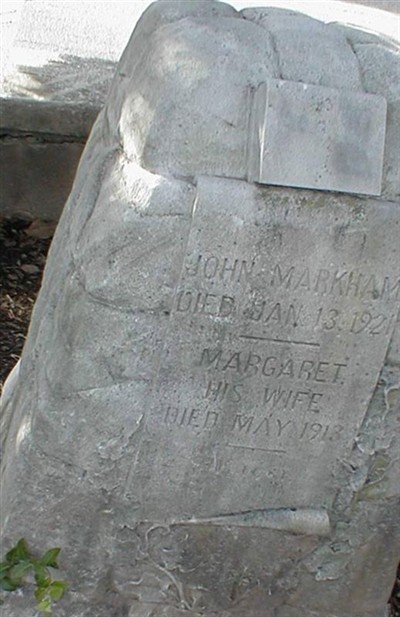 JOHN MARKHAM
DIED JAN. 13. 1921
MARGARET,
HIS WIFE
DIED MAY 1913